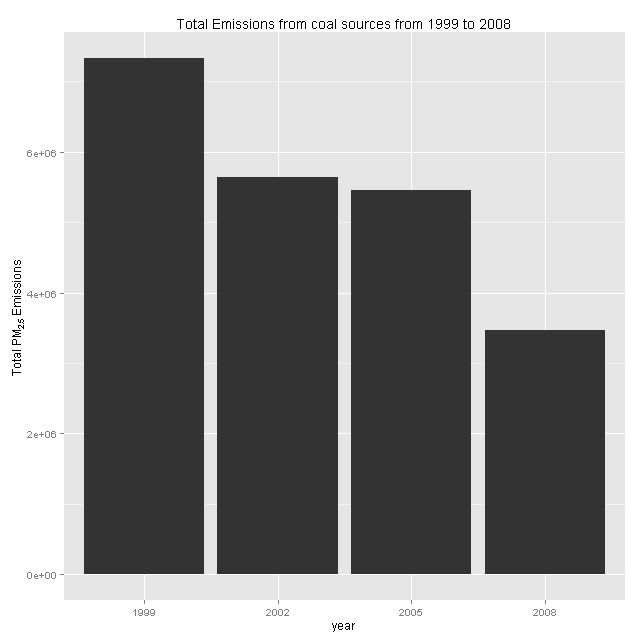 Total Emissions from coal sources from 1999 to 2008
Total PM2.5 Emissions
6e+06
4e+06
2e+06
0e+00
1999 2002 2005 2008
year